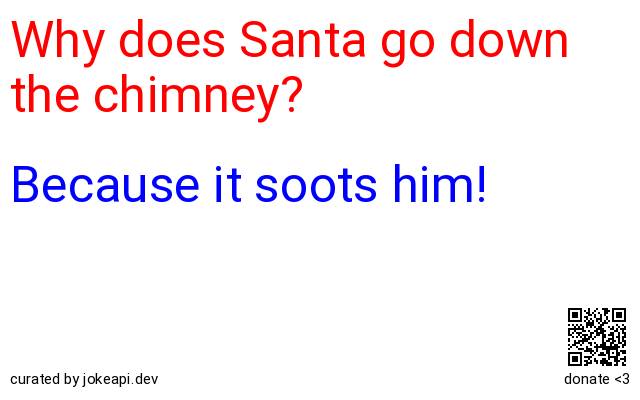 Why does Santa go down
the chimney?
Because it soots him!
curated by jokeapi.dev
donate <3